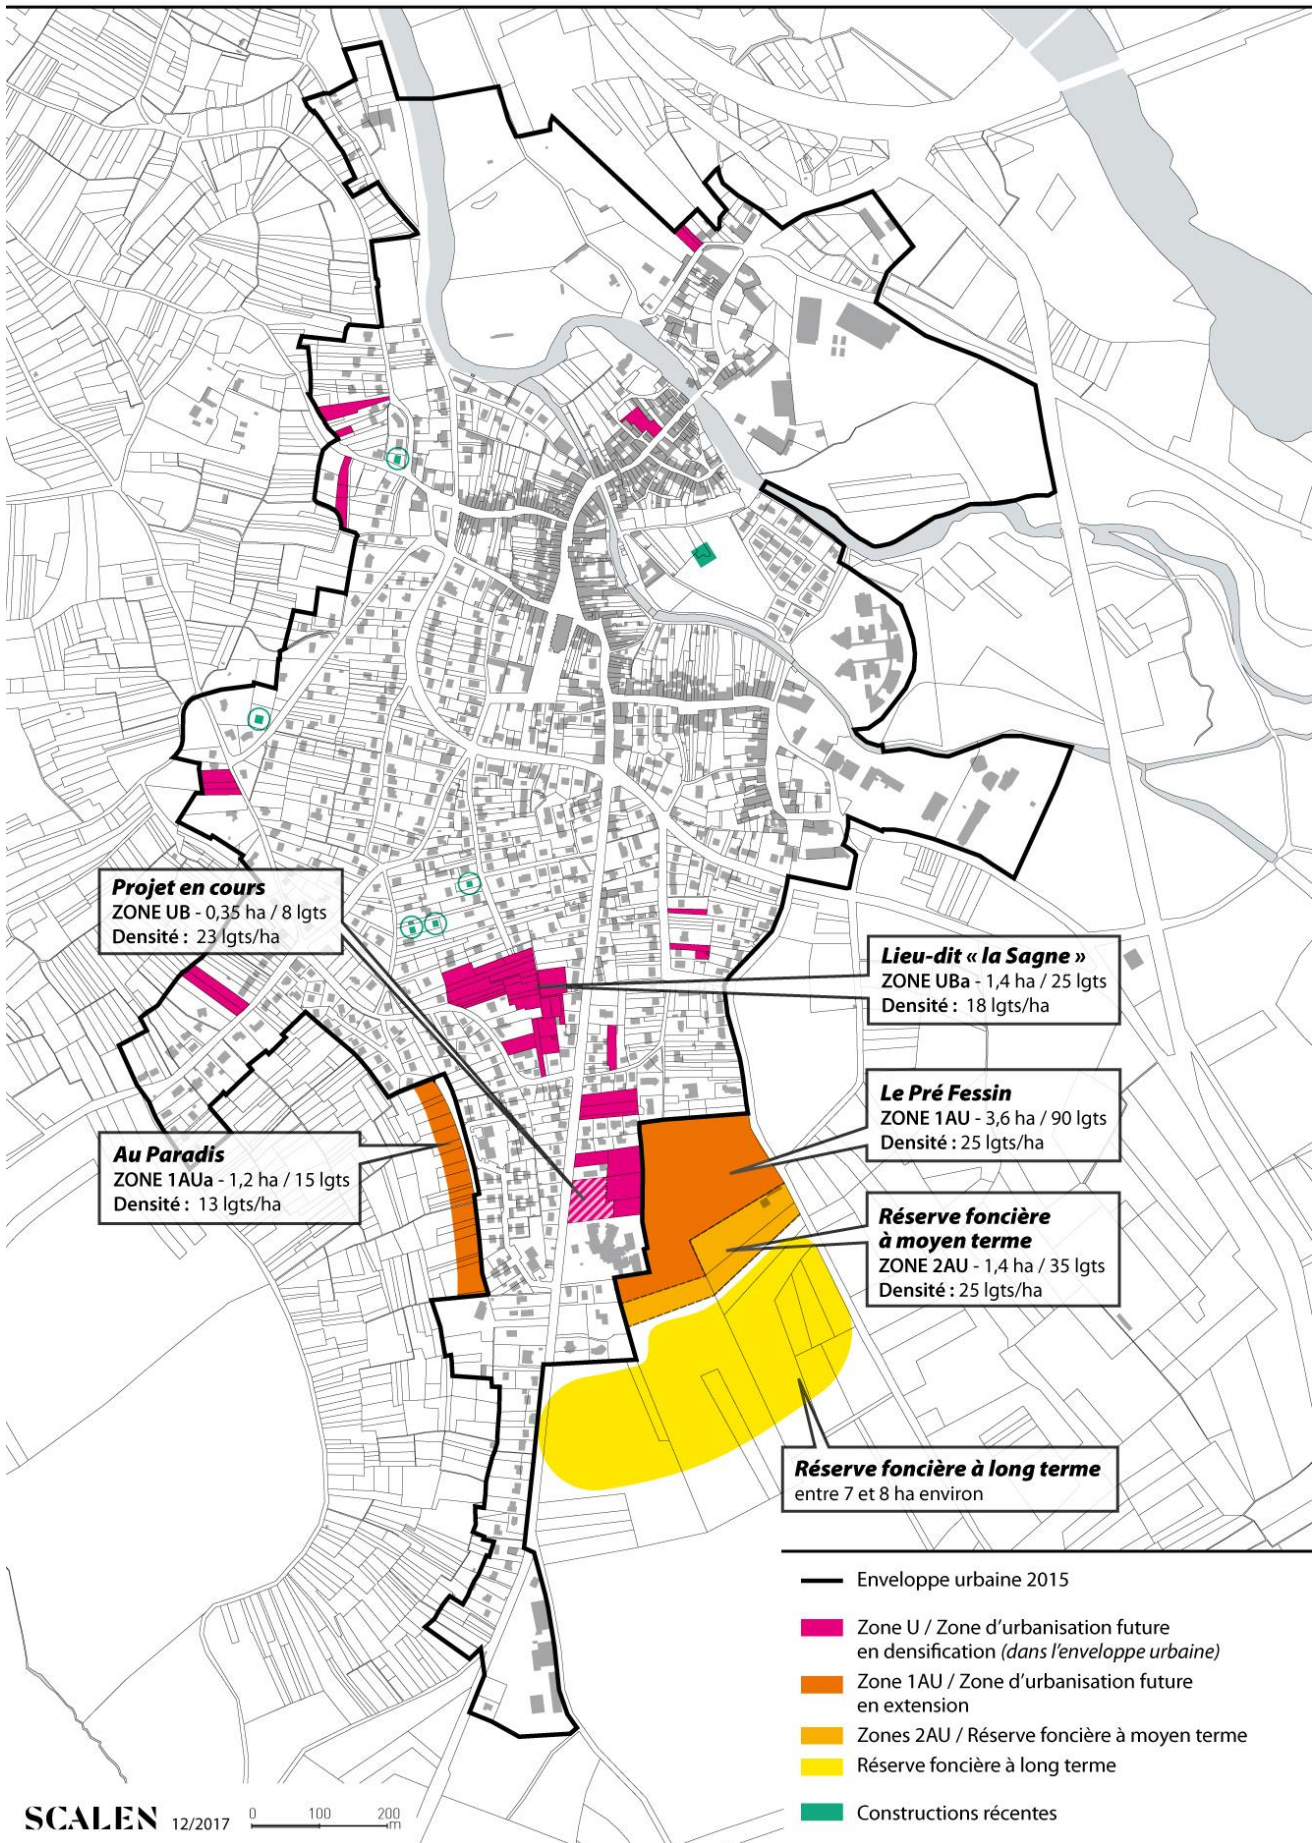 Projet en cours
ZONE UB - 0,35 ha / 8 lgts
Densité : 23 lgts/ha
Lieu-dit « la Sagne »
ZONE UBa - 1,4 ha / 25 lgts
Densité : 18 lgts/ha
Le Pré Fessin
ZONE 1AU - 3,6 ha / 90 lgts
Densité : 25 lgts/ha
Au Paradis
ZONE 1AUa - 1,2 ha / 15 lgts
Densité : 13 lgts/ha
Réserve foncière
à moyen terme
ZONE 2AU - 1,4 ha / 35 lgts
Densité : 25 lgts/ha
Réserve foncière à long terme
entre 7 et 8 ha environ
Enveloppe urbaine 2015
Zone U / Zone d'urbanisation future
en densification (dans l'enveloppe urbaine)
Zone 1AU / Zone d'urbanisation future
en extension
Zones 2AU / Réserve foncière à moyen terme
Réserve foncière à long terme
Constructions récentes
SCALEN 12/2017
0 100 200
m